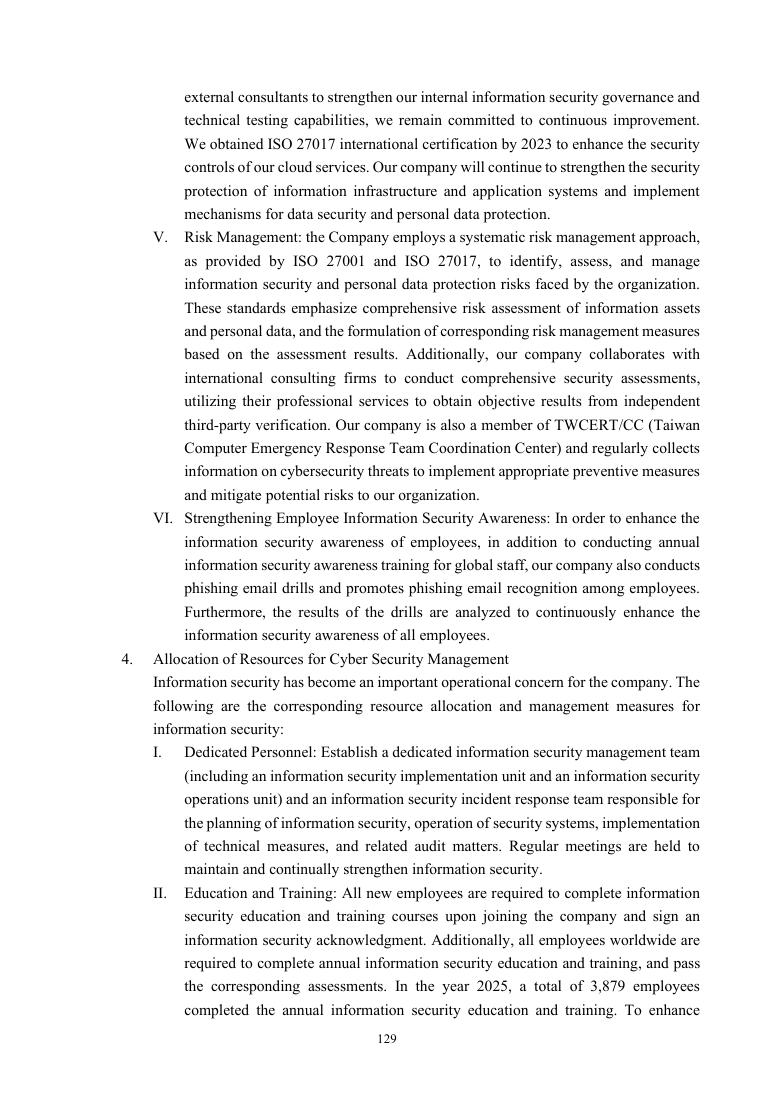 external consultants to strengthen our internal information security governance and
technical testing capabilities, we remain committed to continuous improvement.
We obtained ISO 27017 international certification by 2023 to enhance the security
controls of our cloud services. Our company will continue to strengthen the security
protection of information infrastructure and application systems and implement
mechanisms for data security and personal data protection.
V. Risk Management: the Company employs a systematic risk management approach,
as provided by ISO 27001 and ISO 27017, to identify, assess, and manage
information security and personal data protection risks faced by the organization.
These standards emphasize comprehensive risk assessment of information assets
and personal data, and the formulation of corresponding risk management measures
based on the assessment results. Additionally, our company collaborates with
international consulting firms to conduct comprehensive security assessments,
utilizing their professional services to obtain objective results from independent
third-party verification. Our company is also a member of TWCERT/CC (Taiwan
Computer Emergency Response Team Coordination Center) and regularly collects
information on cybersecurity threats to implement appropriate preventive measures
and mitigate potential risks to our organization.
VI. Strengthening Employee Information Security Awareness: In order to enhance the
information security awareness of employees, in addition to conducting annual
information security awareness training for global staff, our company also conducts
phishing email drills and promotes phishing email recognition among employees.
Furthermore, the results of the drills are analyzed to continuously enhance the
information security awareness of all employees.
4. Allocation of Resources for Cyber Security Management
Information security has become an important operational concern for the company. The
following are the corresponding resource allocation and management measures for
information security:
I. Dedicated Personnel: Establish a dedicated information security management team
(including an information security implementation unit and an information security
operations unit) and an information security incident response team responsible for
the planning of information security, operation of security systems, implementation
of technical measures, and related audit matters. Regular meetings are held to
maintain and continually strengthen information security.
II. Education and Training: All new employees are required to complete information
security education and training courses upon joining the company and sign an
information security acknowledgment. Additionally, all employees worldwide are
required to complete annual information security education and training, and pass
the corresponding assessments. In the year 2025, a total of 3,879 employees
completed the annual information security education and training. To enhance
129